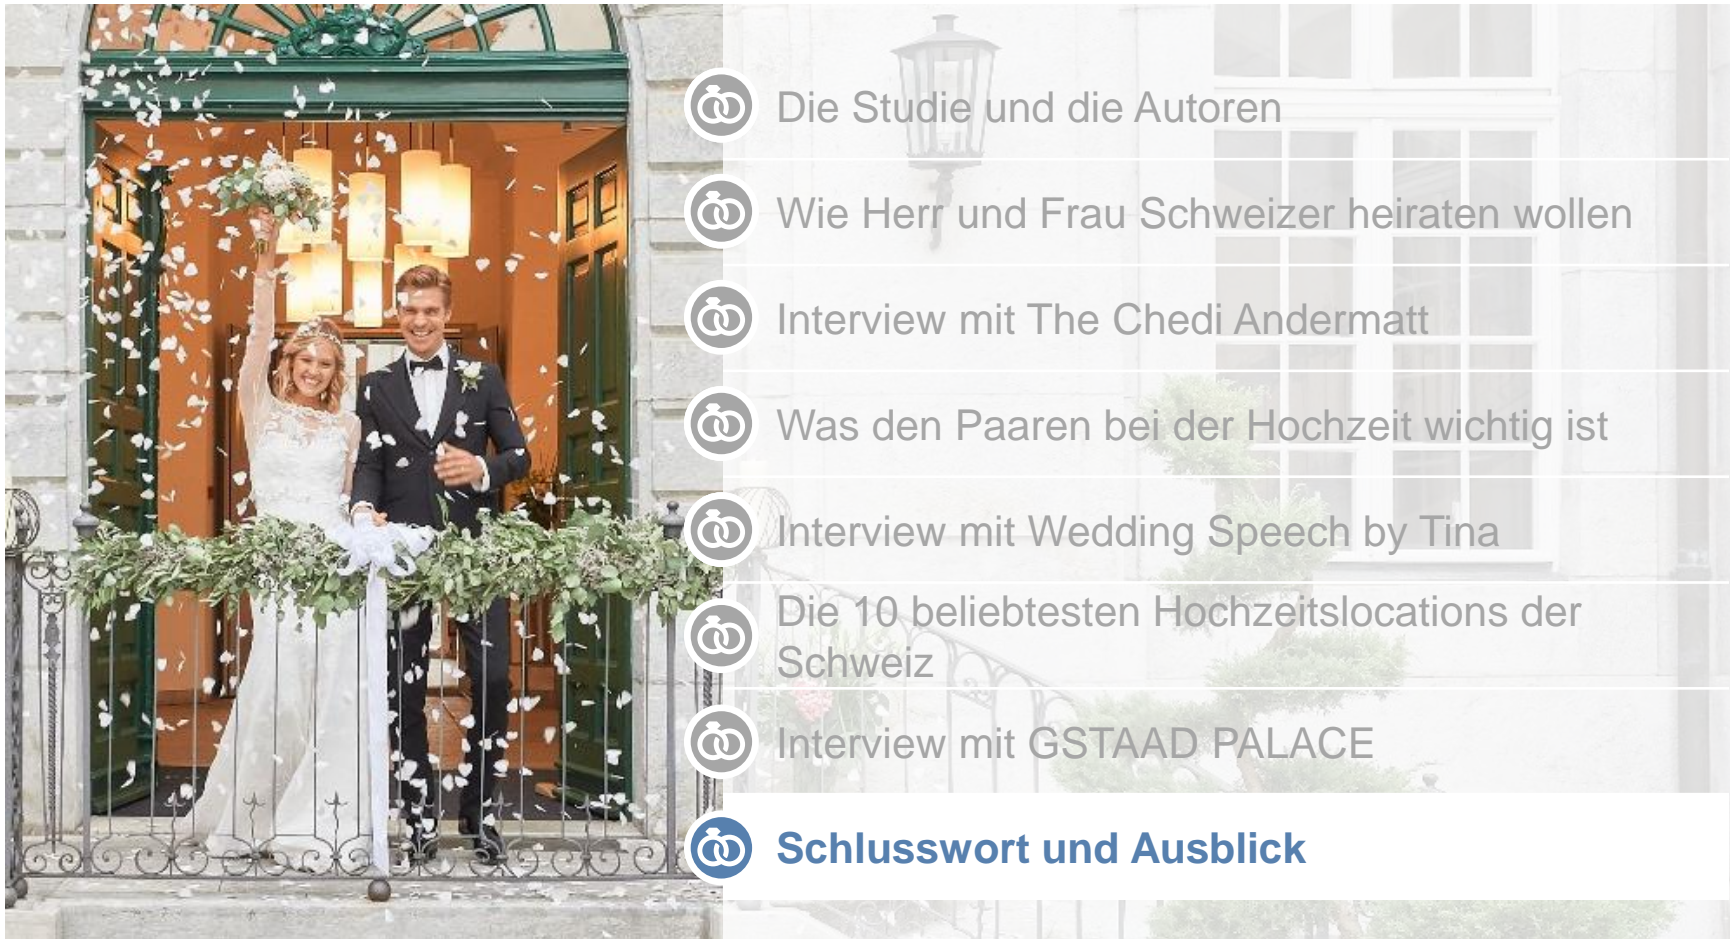 Die Studie und die Autoren
Wie Herr und Frau Schweizer heiraten wollen
Interview mit The Chedi Andermatt
Was den Paaren bei der Hochzeit wichtig ist
Interview mit Wedding Speech by Tina
Die 10 beliebtesten Hochzeitslocations der
Schweiz
Interview mit GSTAAD PALACE
Schlusswort und Ausblick